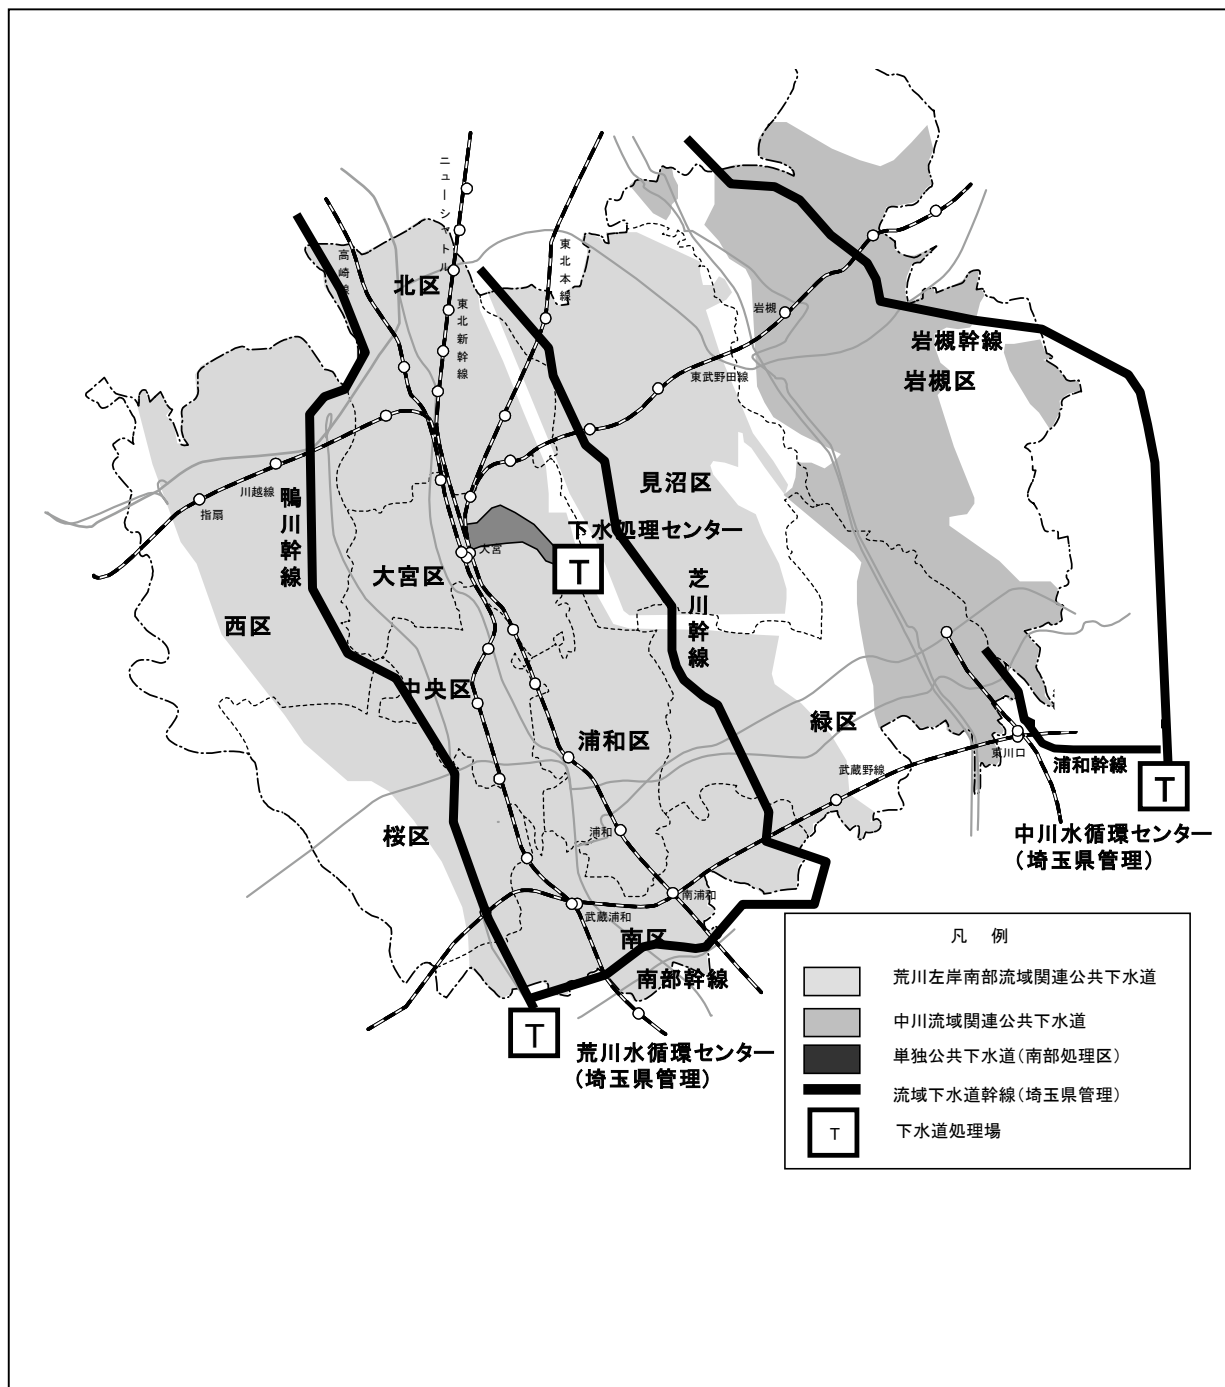 ニューシャトル
高崎線
北区
東北本線
東北新幹線
岩槻
岩槻幹線
岩槻区
東武野田線
見沼区
川越線
指扇
鴨川幹線
下水処理センター
大宮
T
大宮区
芝川幹線
西区
中央区
緑区
浦和区
東川口
浦和幹線
武蔵野線
T
桜区
浦和
中川水循環センター
(埼玉県管理)
南浦和
武蔵浦和
南区
南部幹線
T
荒川水循環センター
(埼玉県管理)
凡 例
荒川左岸南部流域関連公共下水道
中川流域関連公共下水道
単独公共下水道(南部処理区)
流域下水道幹線(埼玉県管理)
T
下水道処理場